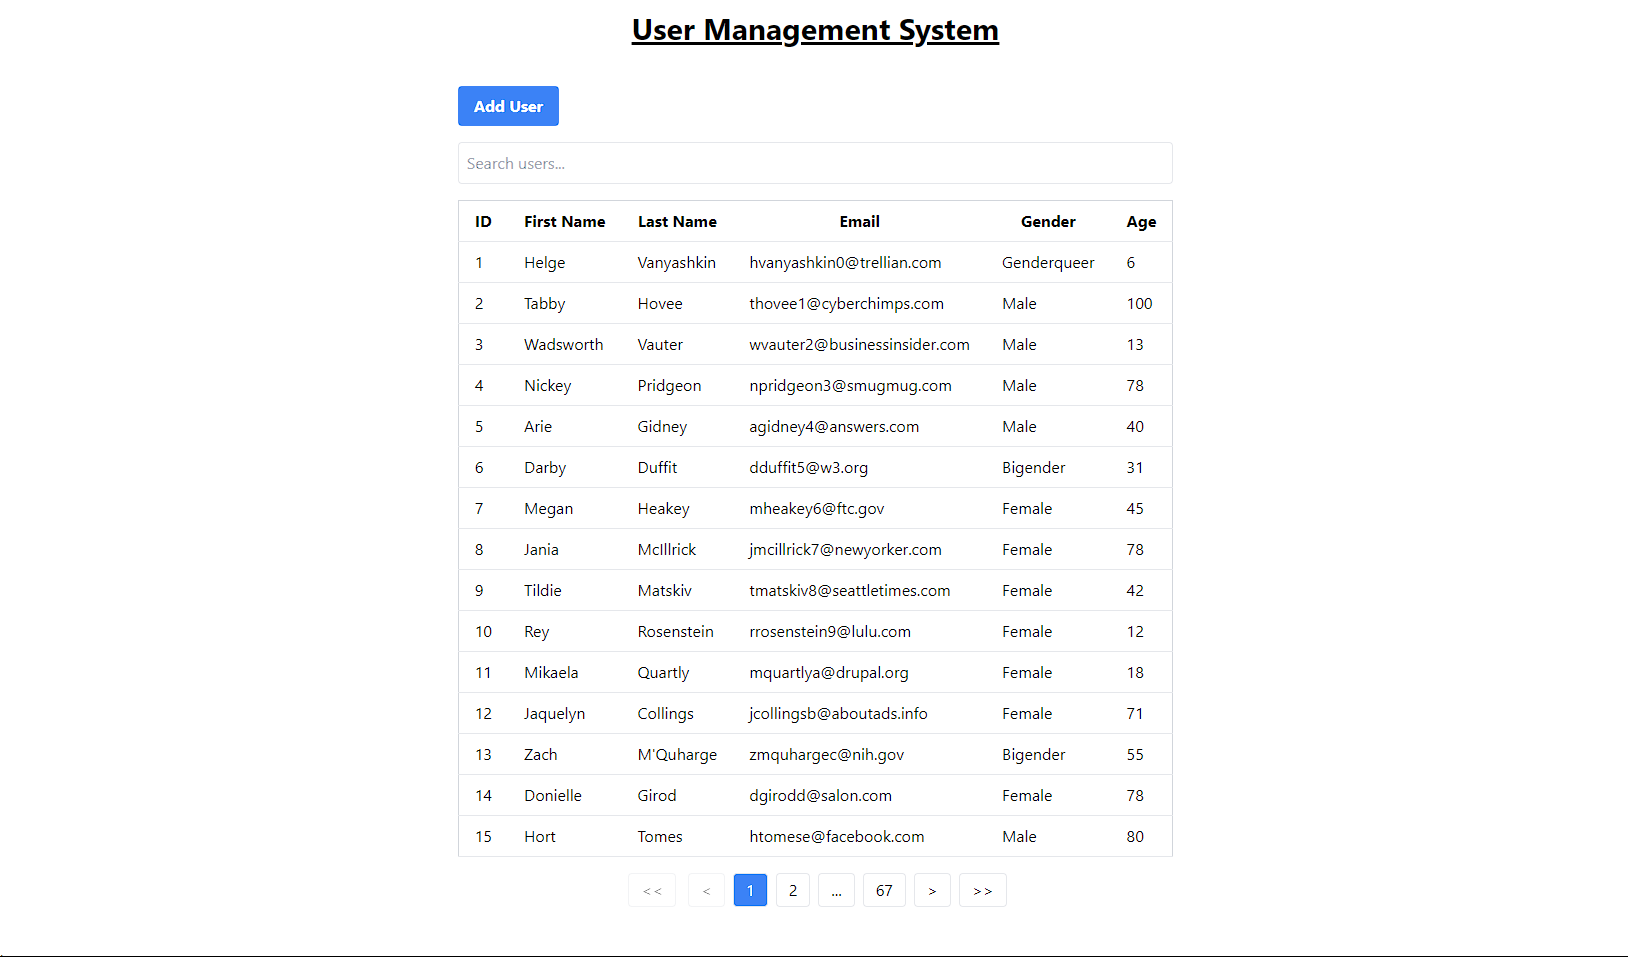 User Management System
Add User
Search users...
ID First Name Last Name Email Gender Age
1 Helge Vanyashkin hvanyashkin0@trellian.com Genderqueer 6
2 Tabby Hovee thovee1@cyberchimps.com Male 100
3 Wadsworth Vauter wvauter2@businessinsider.com Male 13
4 Nickey Pridgeon npridgeon3@smugmug.com Male 78
5 Arie Gidney agidney4@answers.com Male 40
6 Darby Duffit dduffit5@w3.org Bigender 31
7 Megan Heakey mheakey6@ftc.gov Female 45
8 Jania McIllrick jmcillrick7@newyorker.com Female 78
9 Tildie Matskiv tmatskiv8@seattletimes.com Female 42
10 Rey Rosenstein rrosenstein9@lulu.com Female 12
11 Mikaela Quartly mquartlya@drupal.org Female 18
12 Jaquelyn Collings jcollingsb@aboutads.info Female 71
13 Zach M'Quharge zmquhargec@nih.gov Bigender 55
14 Donielle Girod dgirodd@salon.com Female 78
15 Hort Tomes htomese@facebook.com Male 80
<< < 1 2 ... 67 > >>